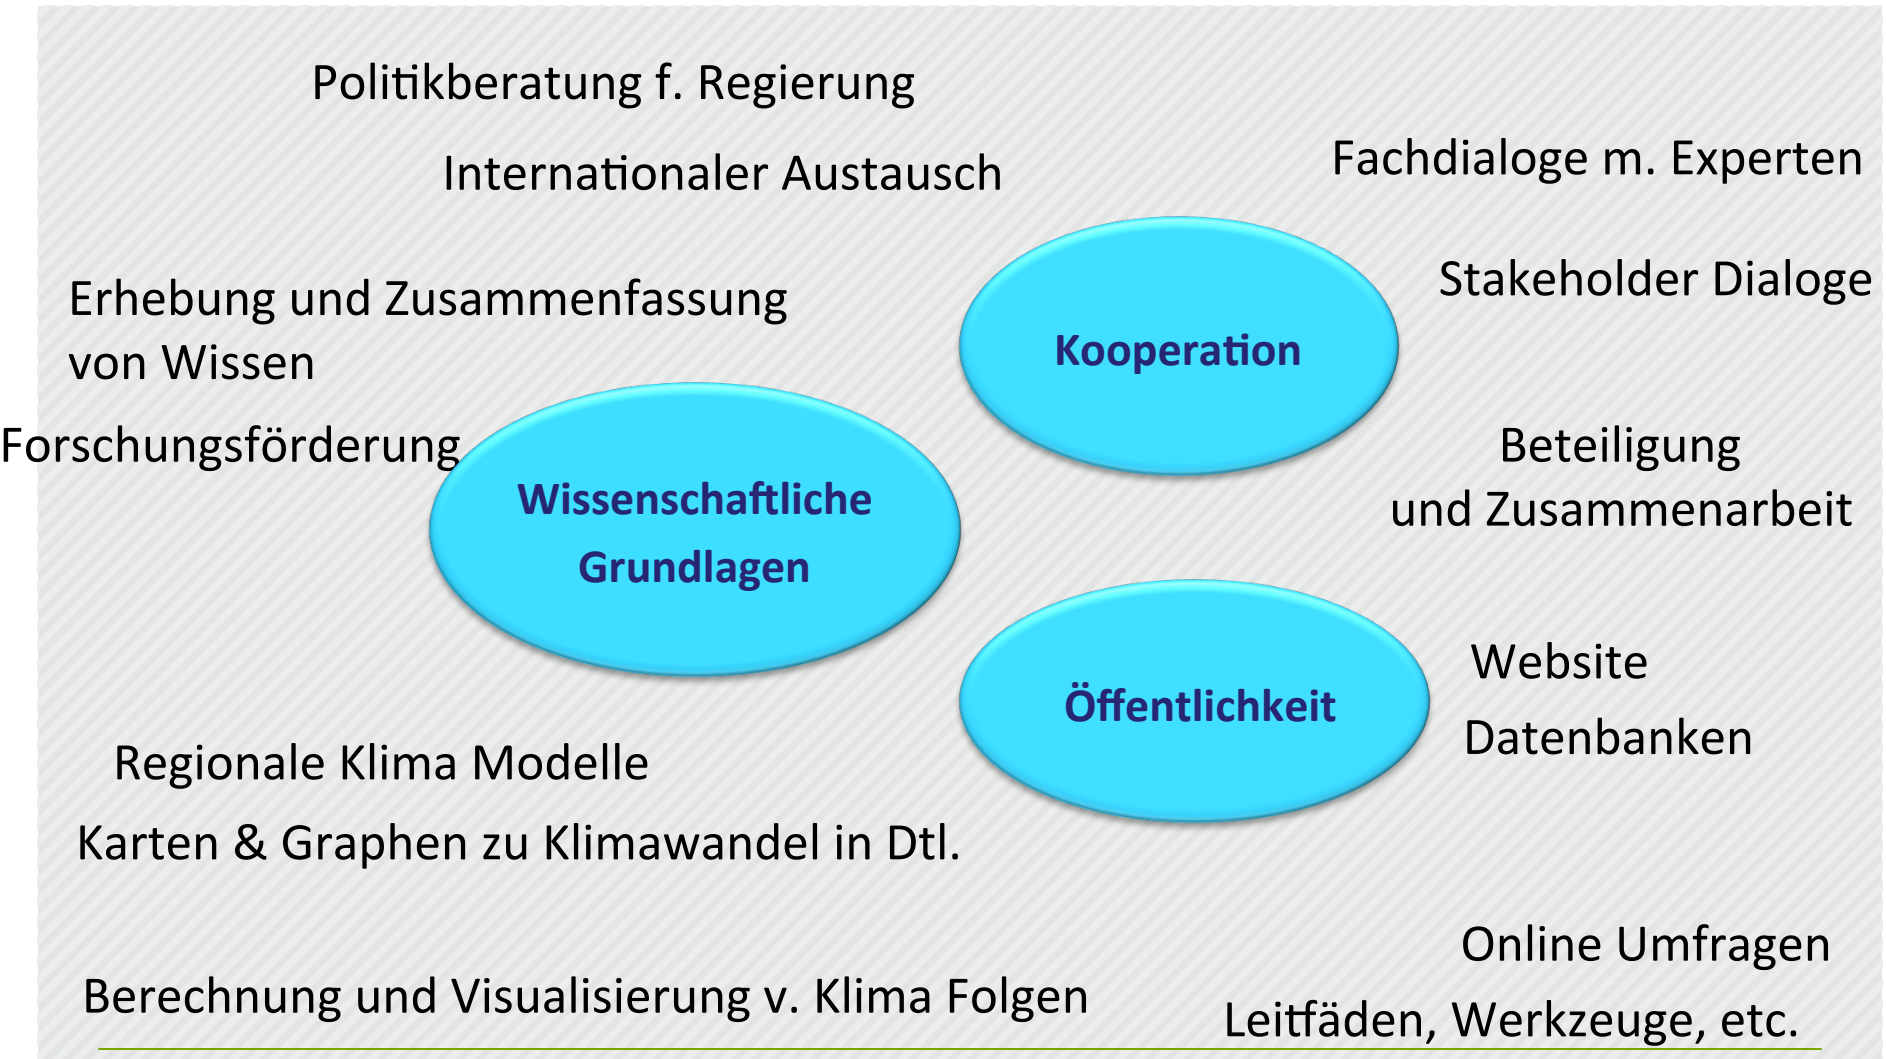 Politikberatung f. Regierung
Internationaler Austausch
Fachdialoge m. Experten
Stakeholder Dialoge
Erhebung und Zusammenfassung
von Wissen
Kooperation
Forschungsförderung
Beteiligung
und Zusammenarbeit
Wissenschaftliche
Grundlagen
Website
Öffentlichkeit
Datenbanken
Regionale Klima Modelle
Karten & Graphen zu Klimawandel in Dtl.
Online Umfragen
Berechnung und Visualisierung v. Klima Folgen
Leitfäden, Werkzeuge, etc.